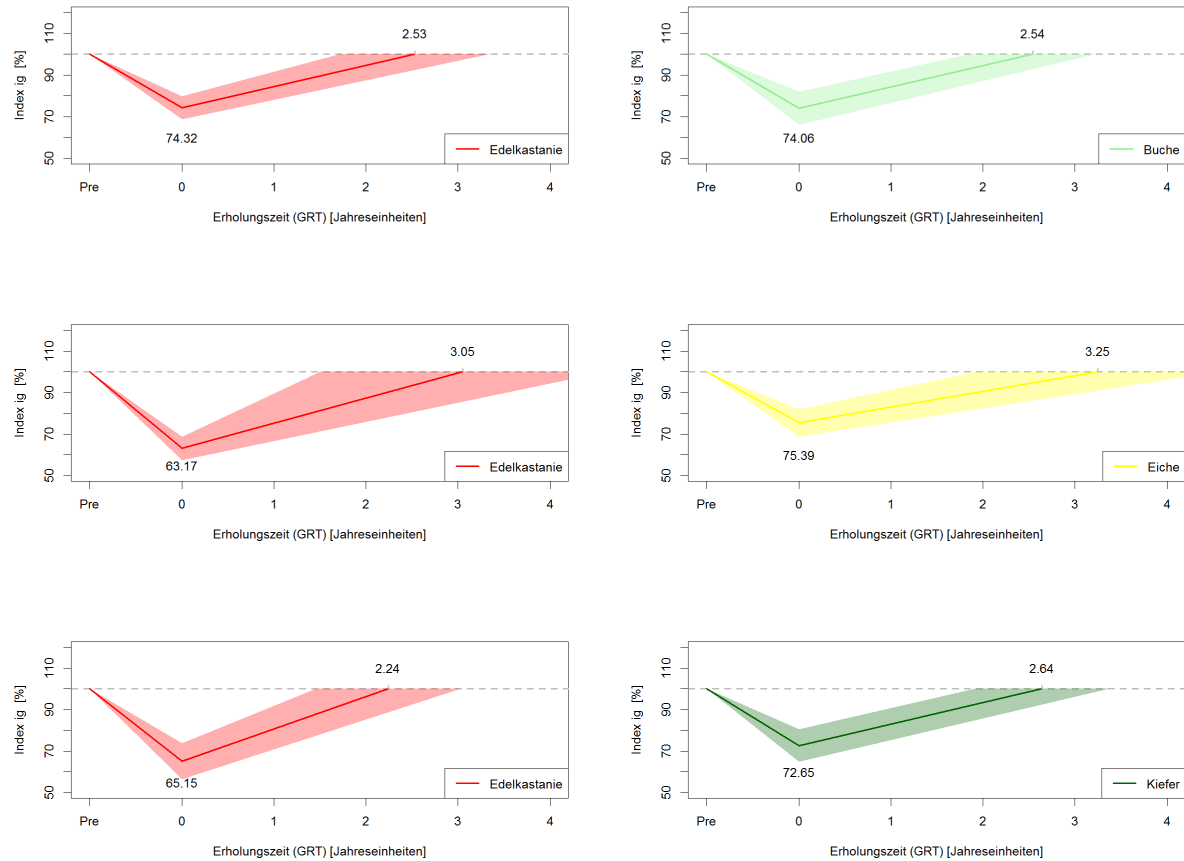 Index ig [%]
50 70 90 110
2.53
74.32
Edelkastanie
Pre 0 1 2 3 4
Erholungszeit (GRT) [Jahreseinheiten]
Index ig [%]
50 70 90 110
2.54
74.06
Buche
Pre 0 1 2 3 4
Erholungszeit (GRT) [Jahreseinheiten]
Index ig [%]
50 70 90 110
3.05
63.17
Edelkastanie
Pre 0 1 2 3 4
Erholungszeit (GRT) [Jahreseinheiten]
Index ig [%]
50 70 90 110
3.25
75.39
Eiche
Pre 0 1 2 3 4
Erholungszeit (GRT) [Jahreseinheiten]
Index ig [%]
50 70 90 110
2.24
65.15
Edelkastanie
Pre 0 1 2 3 4
Erholungszeit (GRT) [Jahreseinheiten]
Index ig [%]
50 70 90 110
2.64
72.65
Kiefer
Pre 0 1 2 3 4
Erholungszeit (GRT) [Jahreseinheiten]